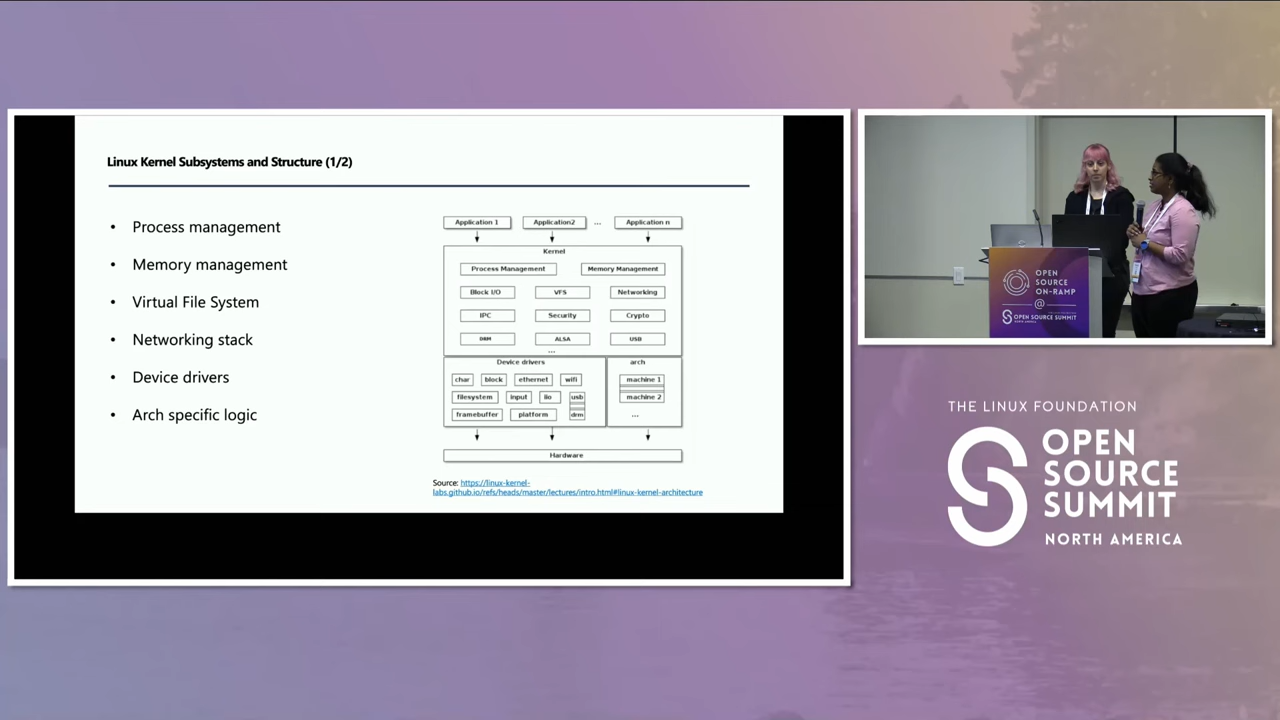 Linux Kernel Subsystems and Structure (1/2)
• Process management
• Memory management
• Virtual File System
• Networking stack
• Device drivers
• Arch specific logic
Application 1 Application2 ... Application n
Kernel
Process Management Memory Management
Block I/O VFS Networking
IPC Security Crypto
DRM ALSA USB
...
Device drivers
char block ethernet wifi
filesystem input iio usb
framebuffer platform drm
arch
machine 1
machine 2
...
Hardware
Source: https://linux-kernel-
labs.github.io/refs/heads/master/lectures/intro.html#linux-kernel-architecture
OPEN
SOURCE
ON-RAMP
@
OPEN SOURCE SUMMIT
NORTH AMERICA
THE LINUX FOUNDATION
OPEN
SOURCE
SUMMIT
NORTH AMERICA